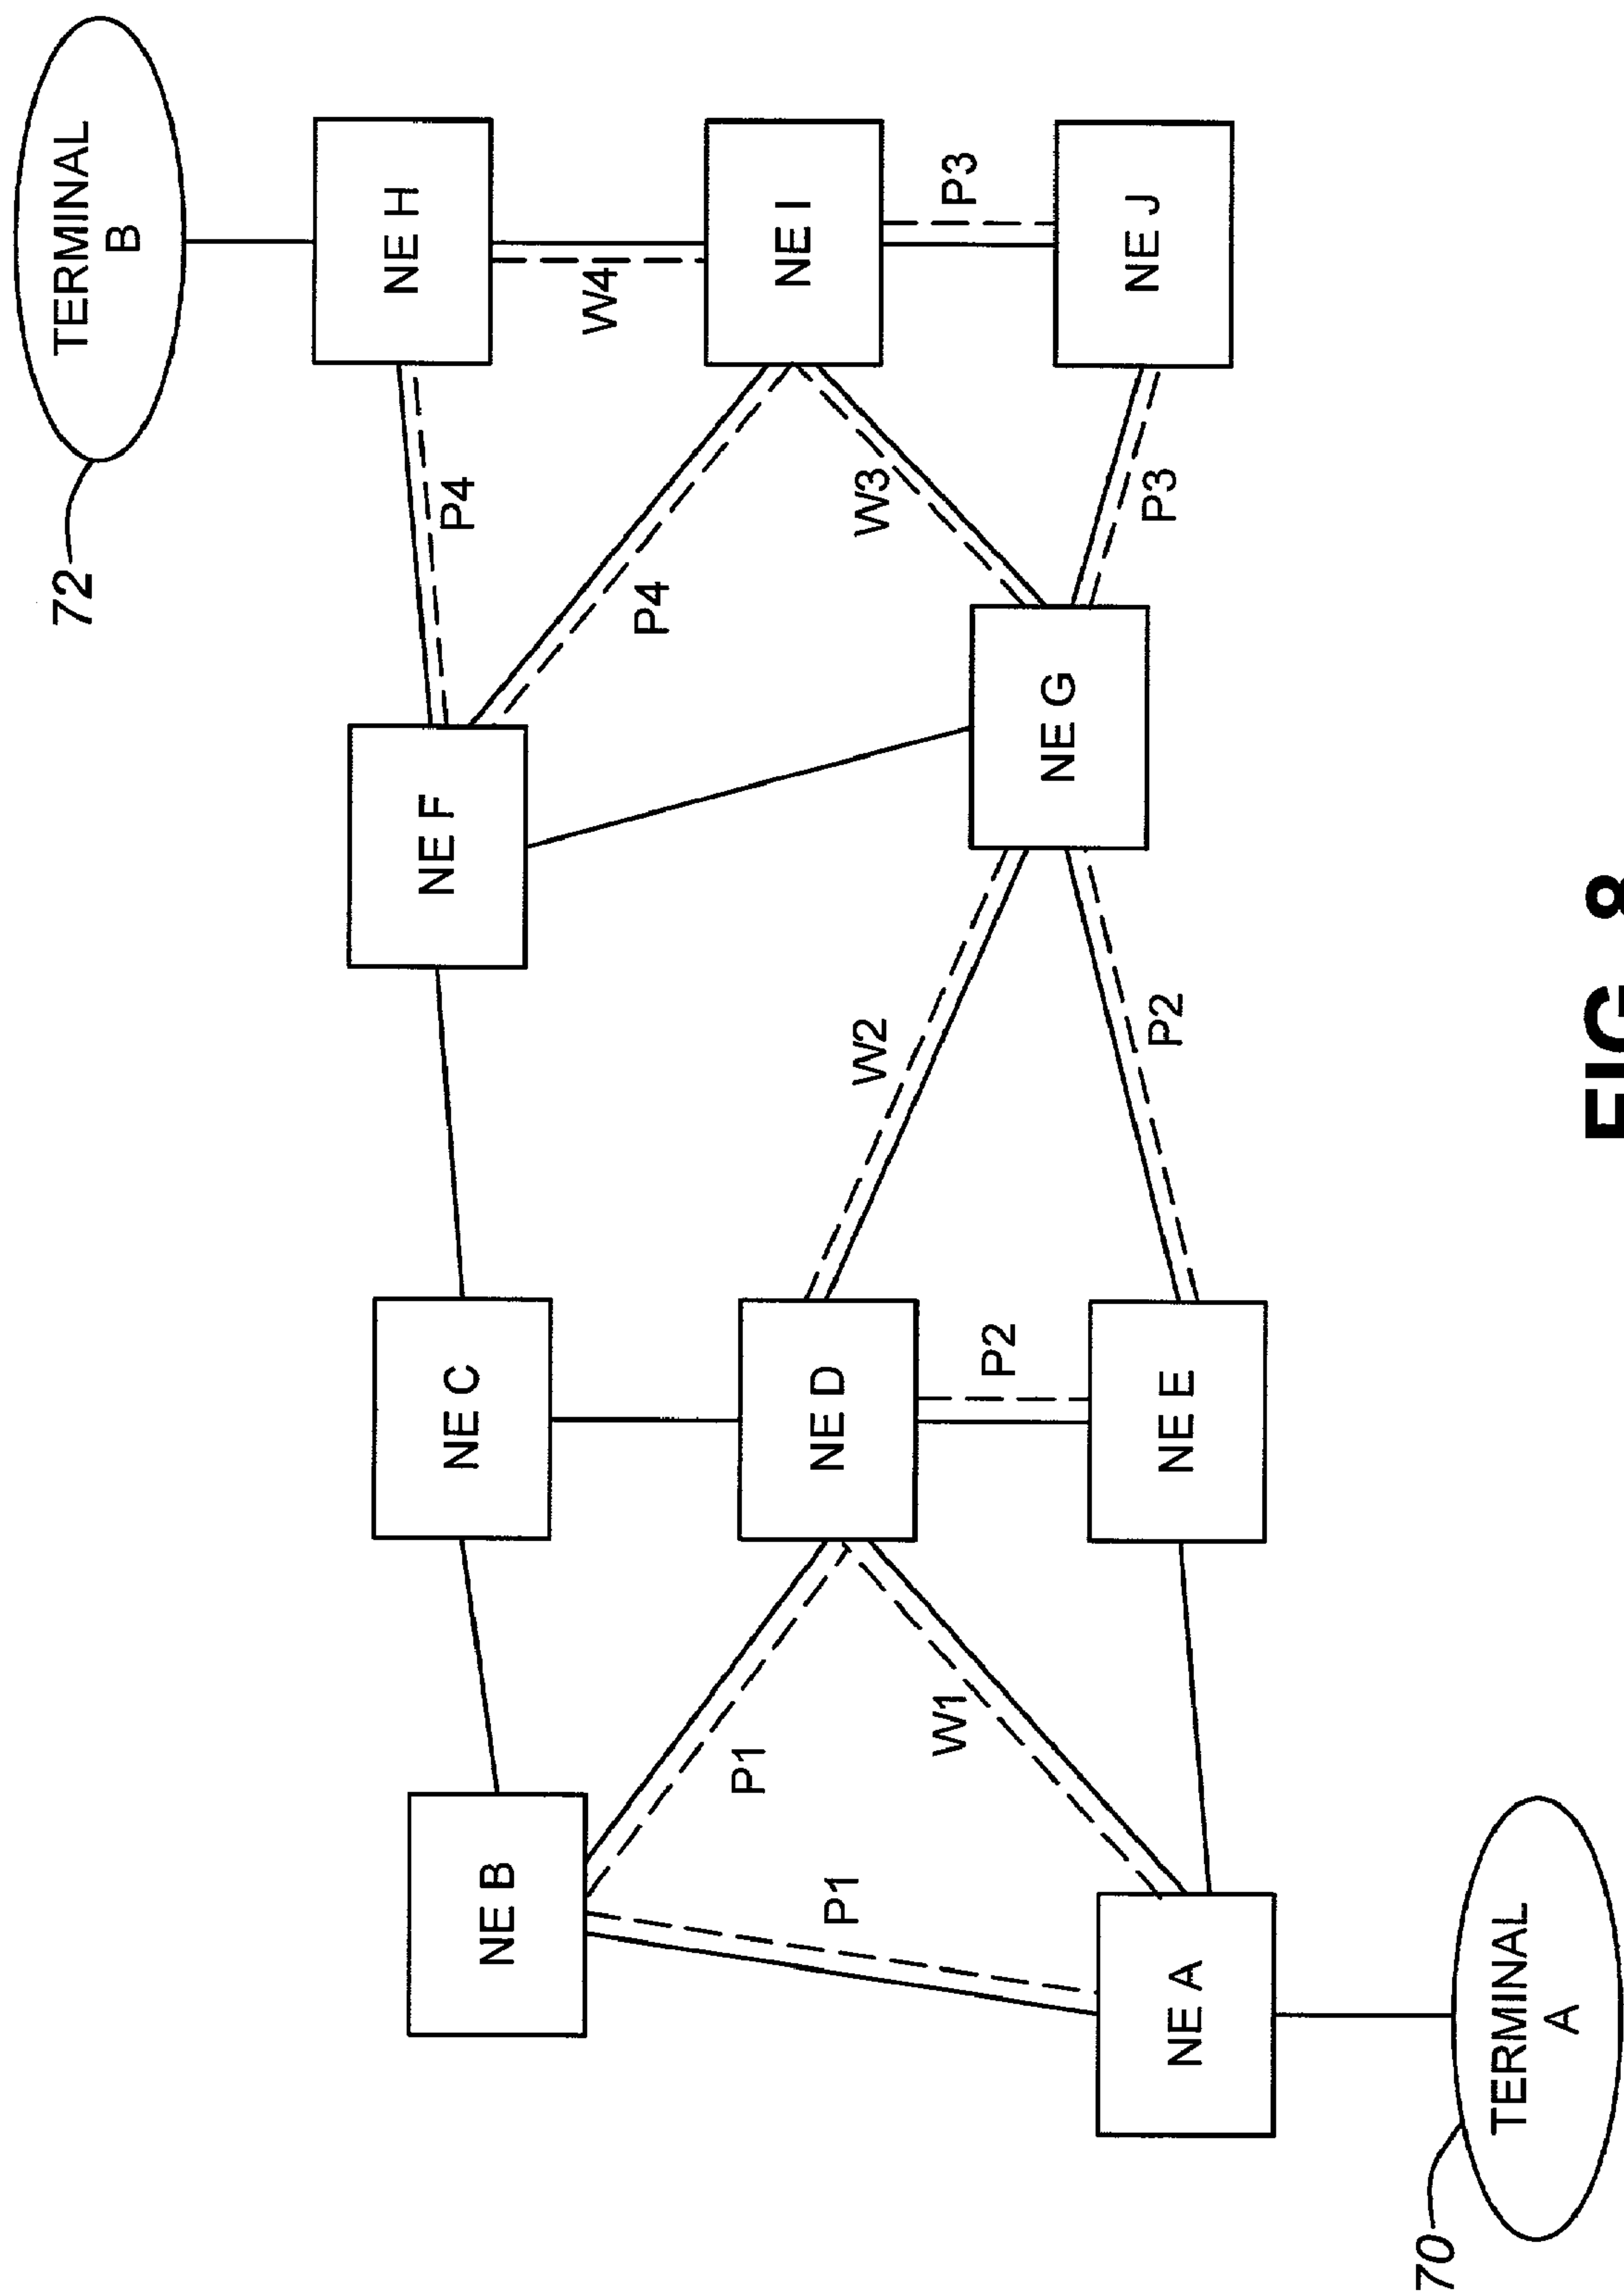 72
TERMINAL
B
NE B
NE C
NE F
P4
NE H
W4
P4
P1
NE D
NE I
P1
W1
W2
W3
P3
P2
NE G
NE A
NE E
P2
P3
NE J
70
TERMINAL
A
FIG. 8